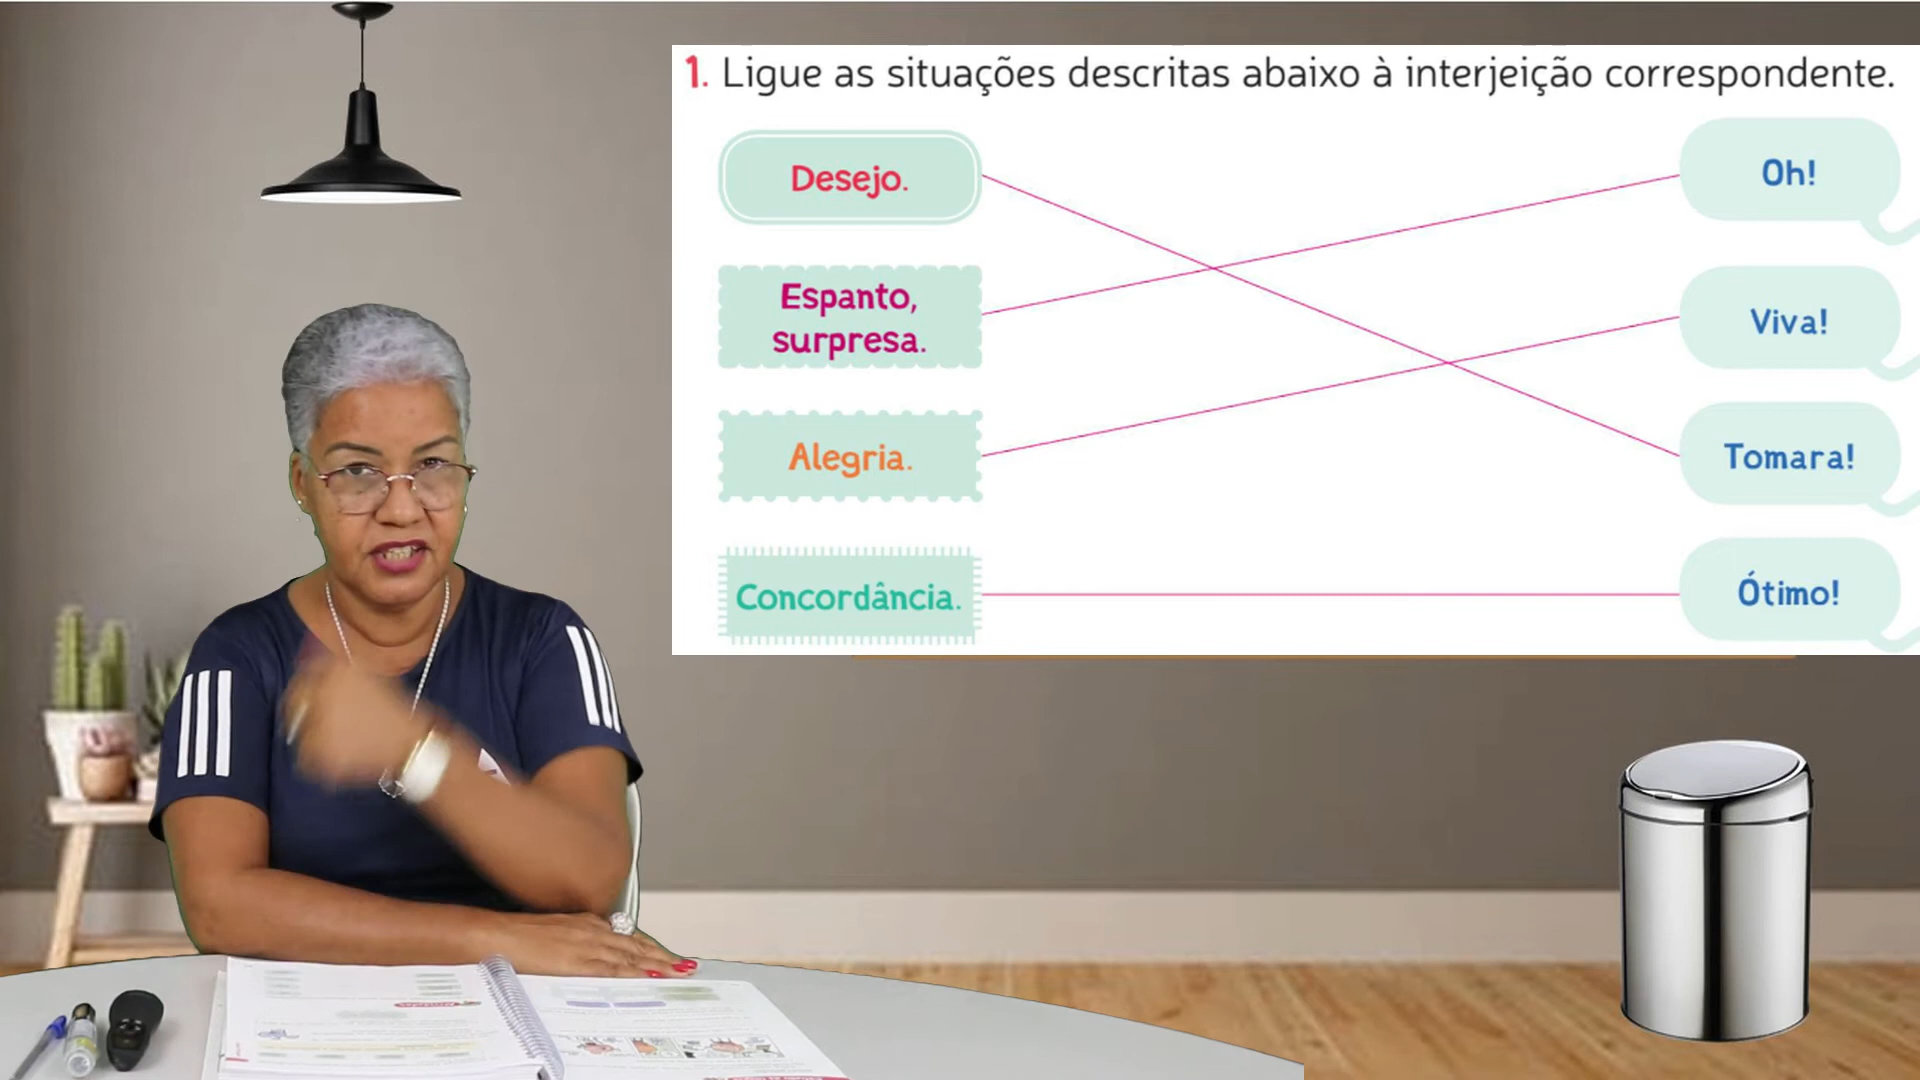 1. Ligue as situações descritas abaixo à interjeição correspondente.
Desejo.
Oh!
Espanto,
surpresa.
Viva!
Alegria.
Tomara!
Concordância.
Ótimo!